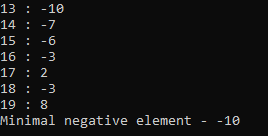 13 : -10
14 : -7
15 : -6
16 : -3
17 : 2
18 : -3
19 : 8
Minimal negative element - -10